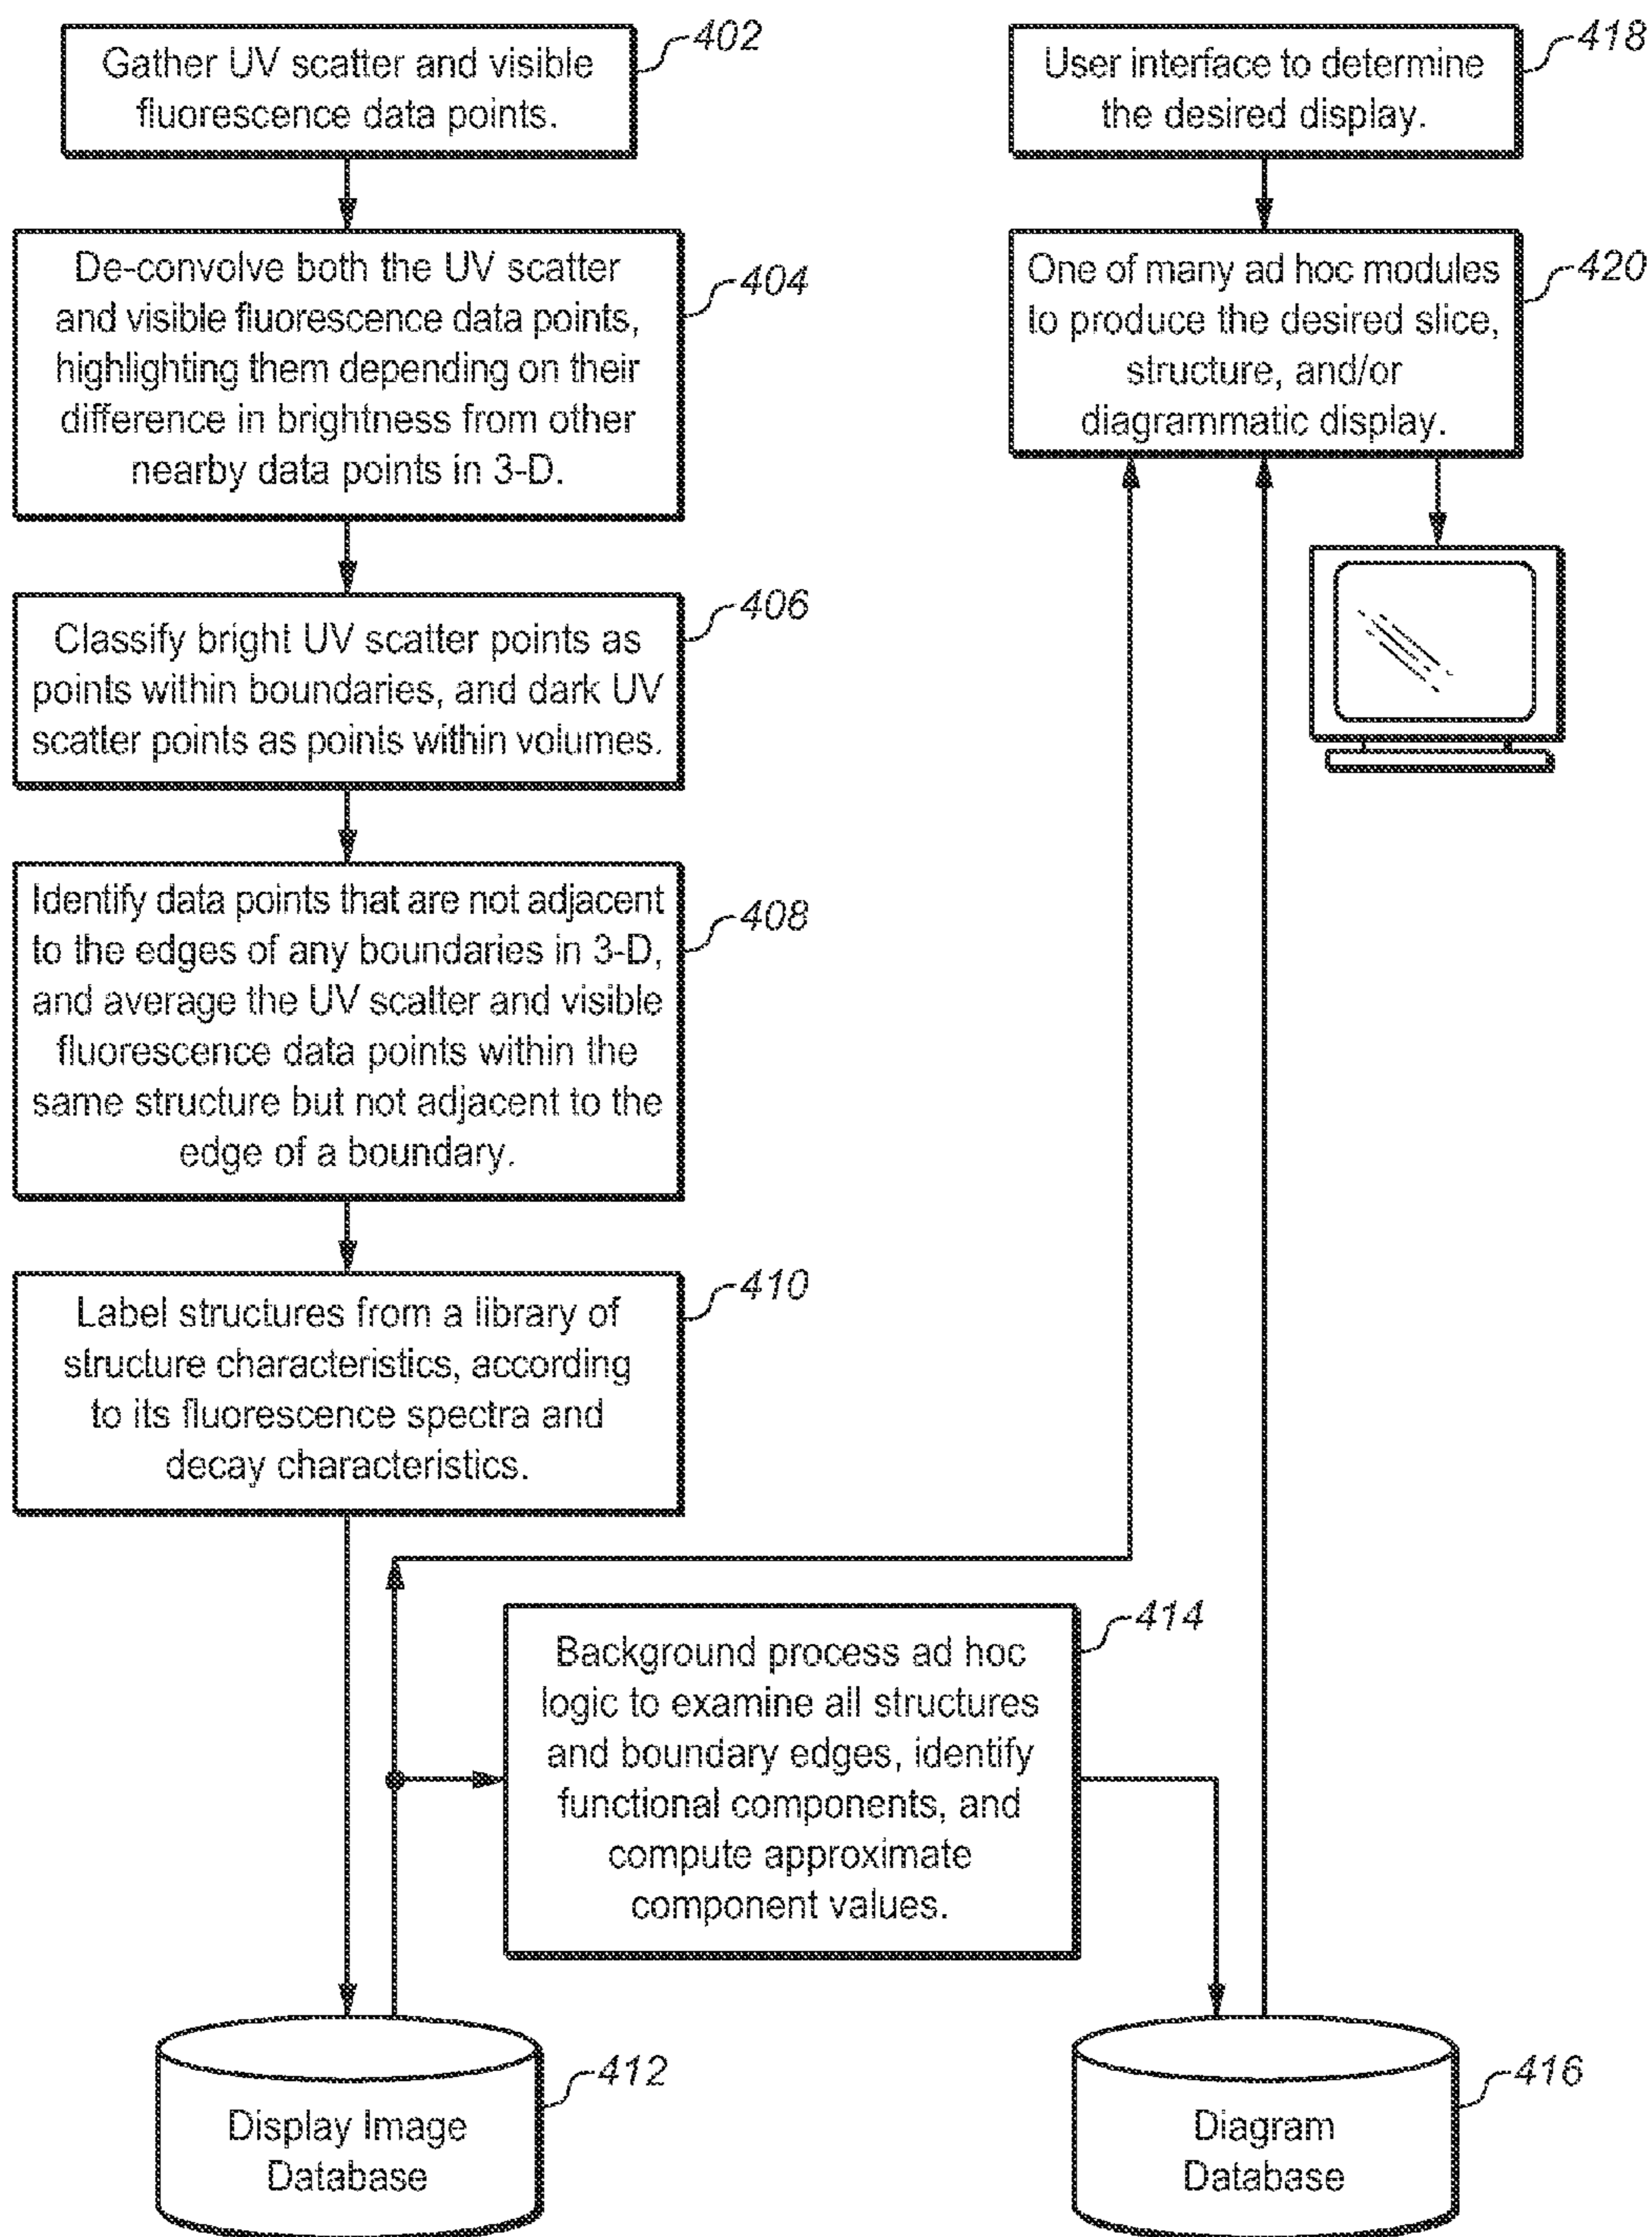 402
Gather UV scatter and visible
fluorescence data points.
404
De-convolve both the UV scatter
and visible fluorescence data points,
highlighting them depending on their
difference in brightness from other
nearby data points in 3-D.
406
Classify bright UV scatter points as
points within boundaries, and dark UV
scatter points as points within volumes.
408
Identify data points that are not adjacent
to the edges of any boundaries in 3-D,
and average the UV scatter and visible
fluorescence data points within the
same structure but not adjacent to the
edge of a boundary.
410
Label structures from a library of
structure characteristics, according
to its fluorescence spectra and
decay characteristics.
412
Display Image
Database
414
Background process ad hoc
logic to examine all structures
and boundary edges, identify
functional components, and
compute approximate
component values.
416
Diagram
Database
418
User interface to determine
the desired display.
420
One of many ad hoc modules
to produce the desired slice,
structure, and/or
diagrammatic display.